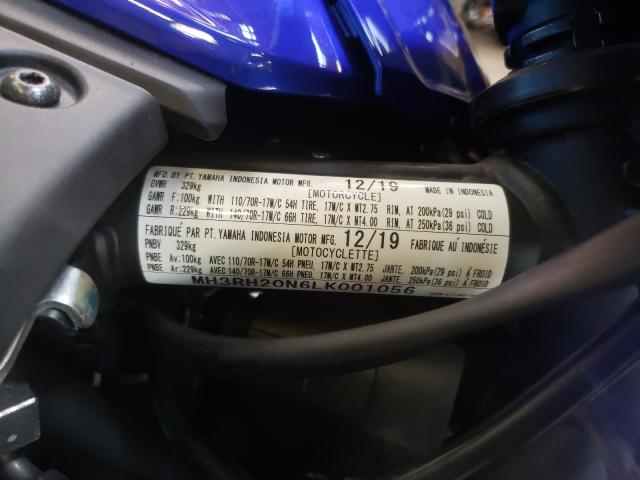 MFD. BY PT. YAMAHA INDONESIA MOTOR MFG. 12/19 MADE IN INDONESIA
GVWR 329kg [MOTORCYCLE]
GAWR F:100kg WITH 110/70R-17M/C 54H TIRE, 17M/C X MT2.75 RIM, AT 200kPa(29 psi) COLD
GAWR R:229kg WITH 140/70R-17M/C 66H TIRE, 17M/C X MT4.00 RIM, AT 250kPa(36 psi) COLD
FABRIQUÉ PAR PT. YAMAHA INDONESIA MOTOR MFG. 12/19 FABRIQUE AU INDONÉSIE
PNBV 329kg [MOTOCYCLETTE]
PNBE Av:100kg AVEC 110/70R-17M/C 54H PNEU, 17M/C X MT2.75 JANTE, 200kPa(29 psi) À FROID
PNBE Ar:229kg AVEC 140/70R-17M/C 66H PNEU, 17M/C X MT4.00 JANTE, 250kPa(36 psi) À FROID
MH3RH20N6LK001056